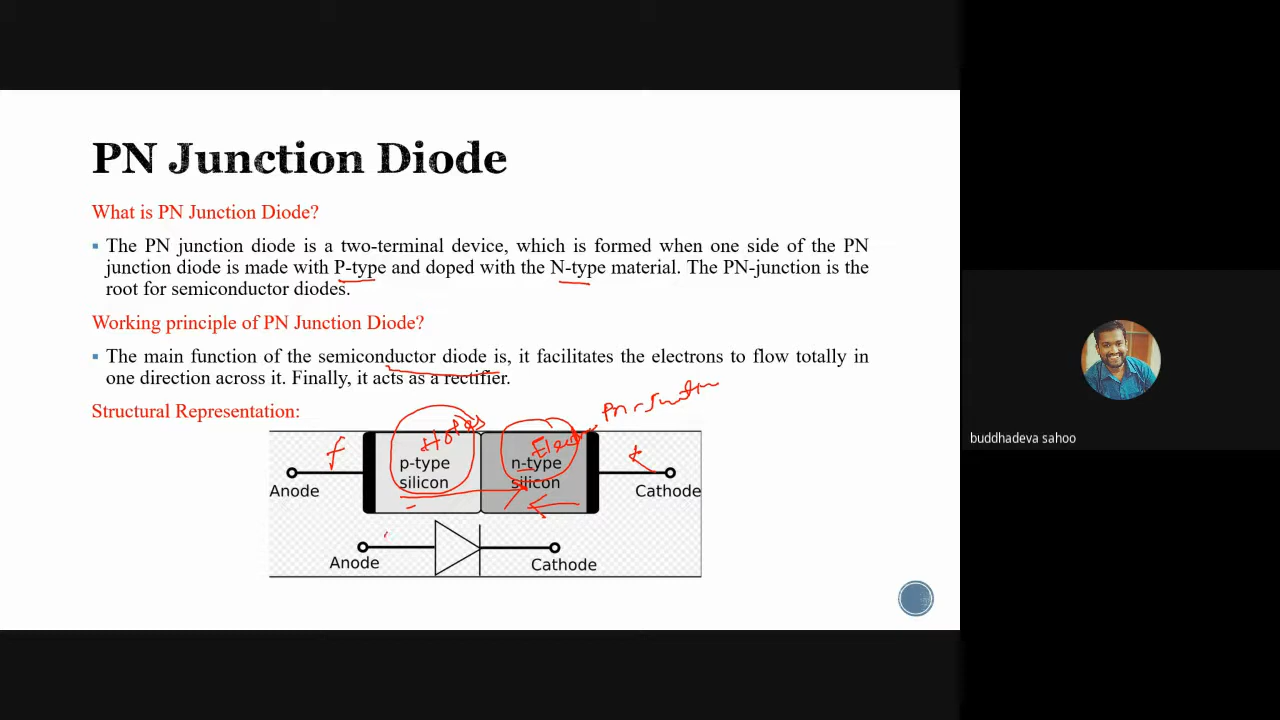 PN Junction Diode
What is PN Junction Diode?
The PN junction diode is a two-terminal device, which is formed when one side of the PN
junction diode is made with P-type and doped with the N-type material. The PN-junction is the
root for semiconductor diodes.
Working principle of PN Junction Diode?
The main function of the semiconductor diode is, it facilitates the electrons to flow totally in
one direction across it. Finally, it acts as a rectifier.
buddhadeva sahoo
Structural Representation:
PN-Junction
Holes
p-type
silicon
n-type
silicon
Anode
Cathode
Anode
Cathode